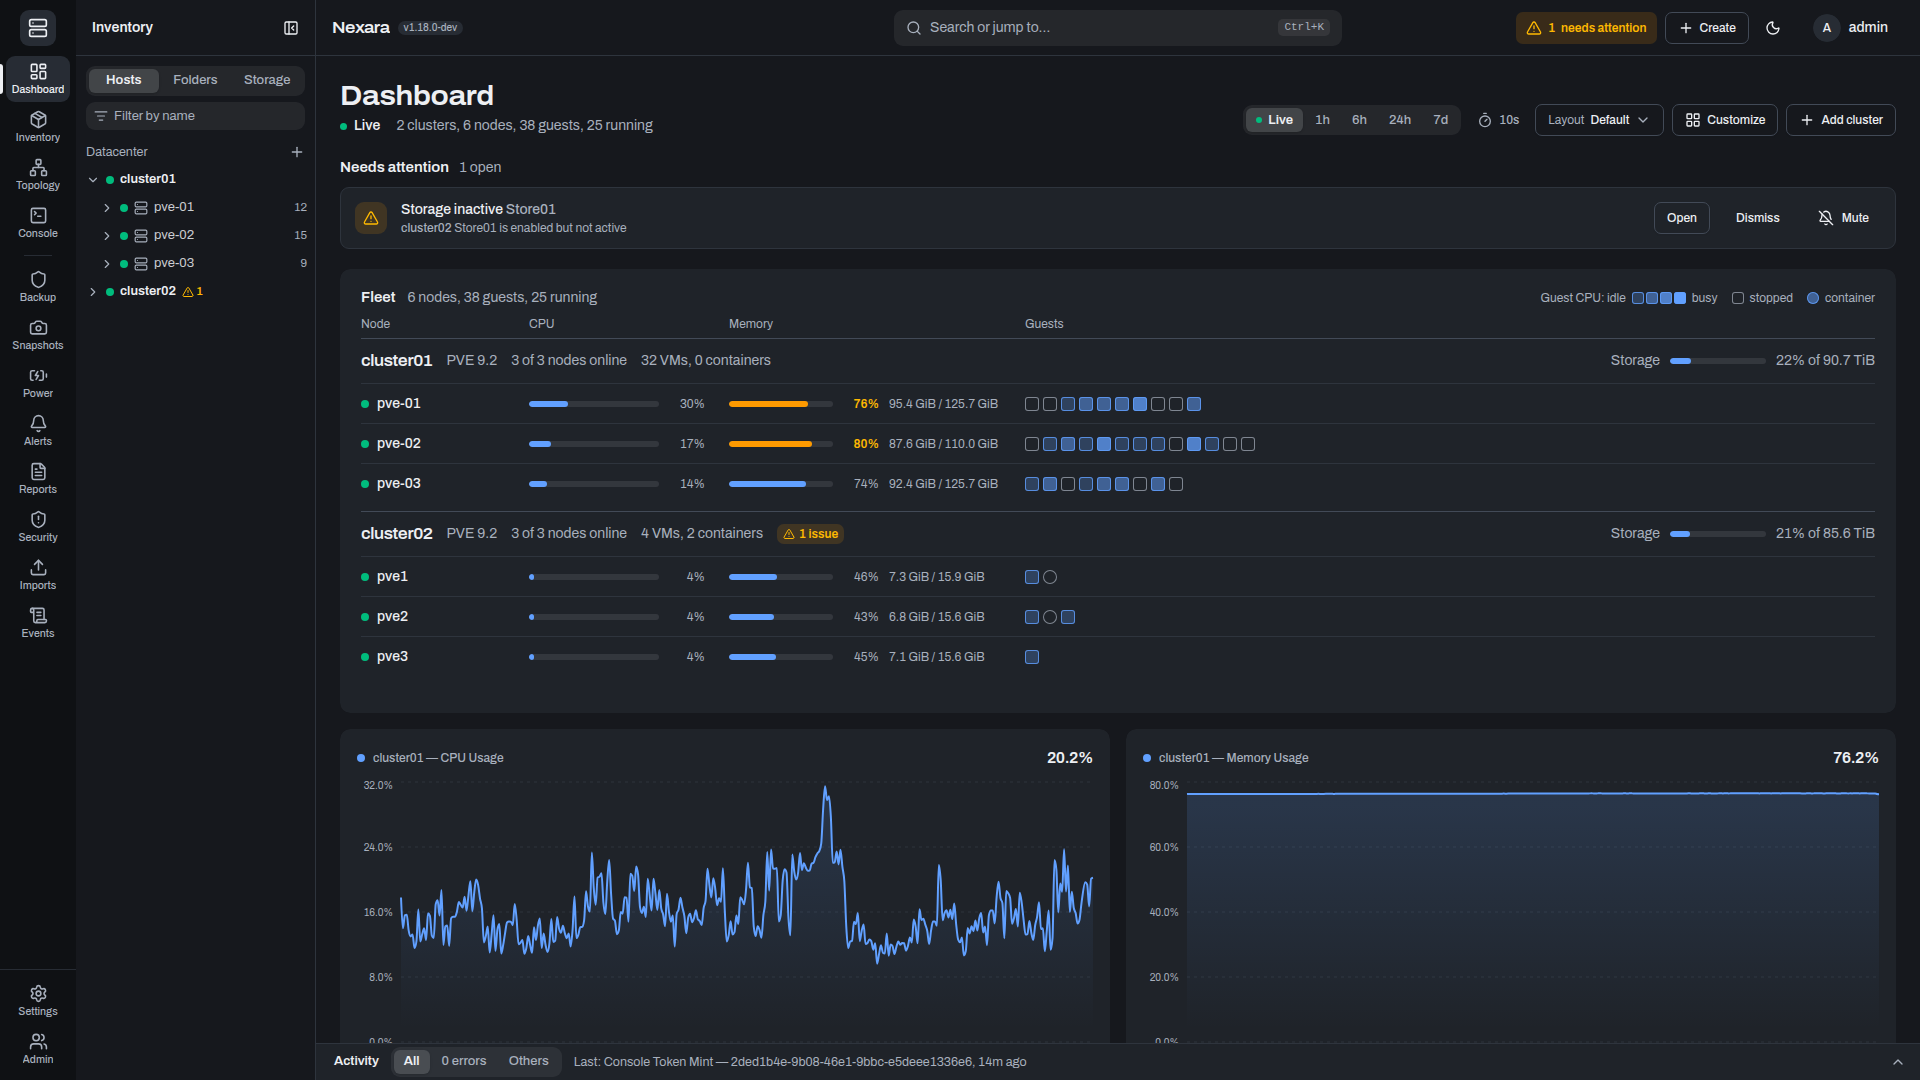 Dashboard
Inventory
Topology
Console
Backup
Snapshots
Power
Alerts
Reports
Security
Imports
Events
Settings
Admin
Inventory
Hosts Folders Storage
Filter by name
Datacenter
cluster01
pve-01 12
pve-02 15
pve-03 9
cluster02 1
Nexara v1.18.0-dev
Search or jump to... Ctrl+K
1 needs attention
Create
A admin
Dashboard
Live 2 clusters, 6 nodes, 38 guests, 25 running
Live 1h 6h 24h 7d 10s Layout Default Customize Add cluster
Needs attention 1 open
Storage inactive Store01
cluster02 Store01 is enabled but not active
Open Dismiss Mute
Fleet 6 nodes, 38 guests, 25 running
Guest CPU: idle busy stopped container
Node CPU Memory Guests
cluster01 PVE 9.2 3 of 3 nodes online 32 VMs, 0 containers Storage 22% of 90.7 TiB
pve-01 30% 76% 95.4 GiB / 125.7 GiB
pve-02 17% 80% 87.6 GiB / 110.0 GiB
pve-03 14% 74% 92.4 GiB / 125.7 GiB
cluster02 PVE 9.2 3 of 3 nodes online 4 VMs, 2 containers 1 issue Storage 21% of 85.6 TiB
pve1 4% 46% 7.3 GiB / 15.9 GiB
pve2 4% 43% 6.8 GiB / 15.6 GiB
pve3 4% 45% 7.1 GiB / 15.6 GiB
cluster01 — CPU Usage 20.2%
32.0%
24.0%
16.0%
8.0%
0.0%
cluster01 — Memory Usage 76.2%
80.0%
60.0%
40.0%
20.0%
0.0%
Activity All 0 errors Others Last: Console Token Mint — 2ded1b4e-9b08-46e1-9bbc-e5deee1336e6, 14m ago